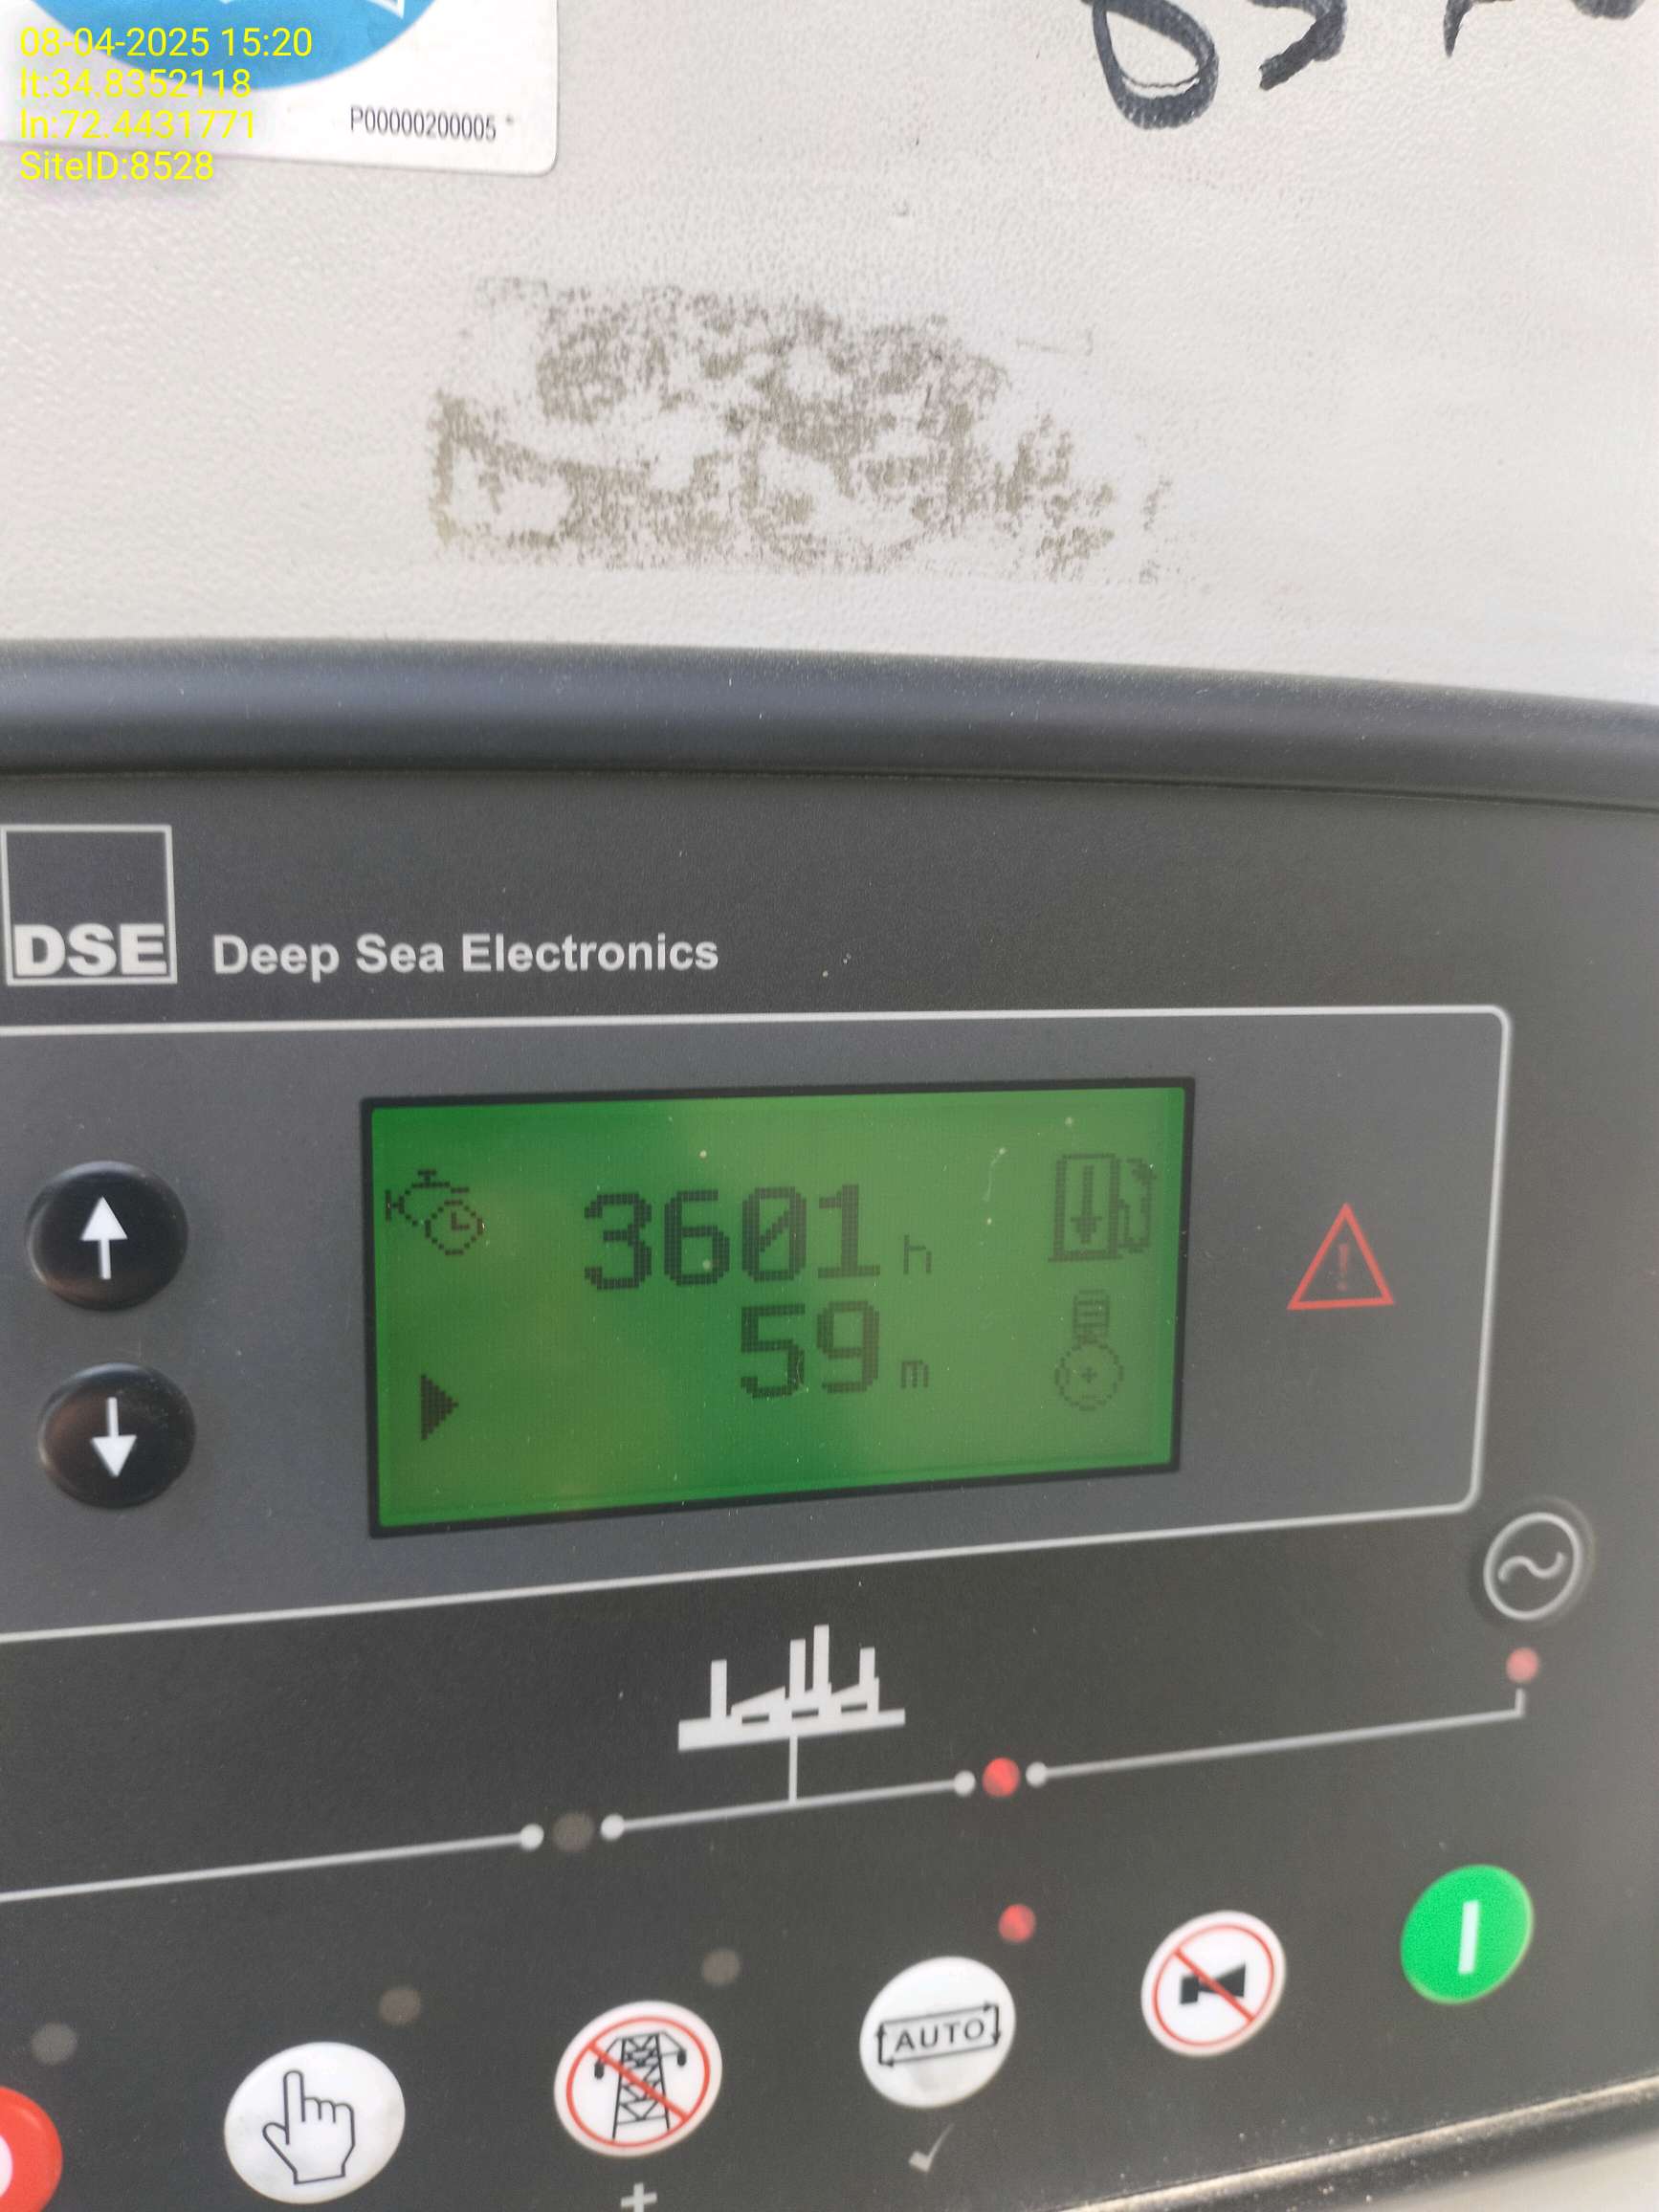 08-04-2025 15:20
lt:34.8352118
ln:72.4431771
SiteID:8528
P00000200005
DSE Deep Sea Electronics
3601 h
59 m
AUTO